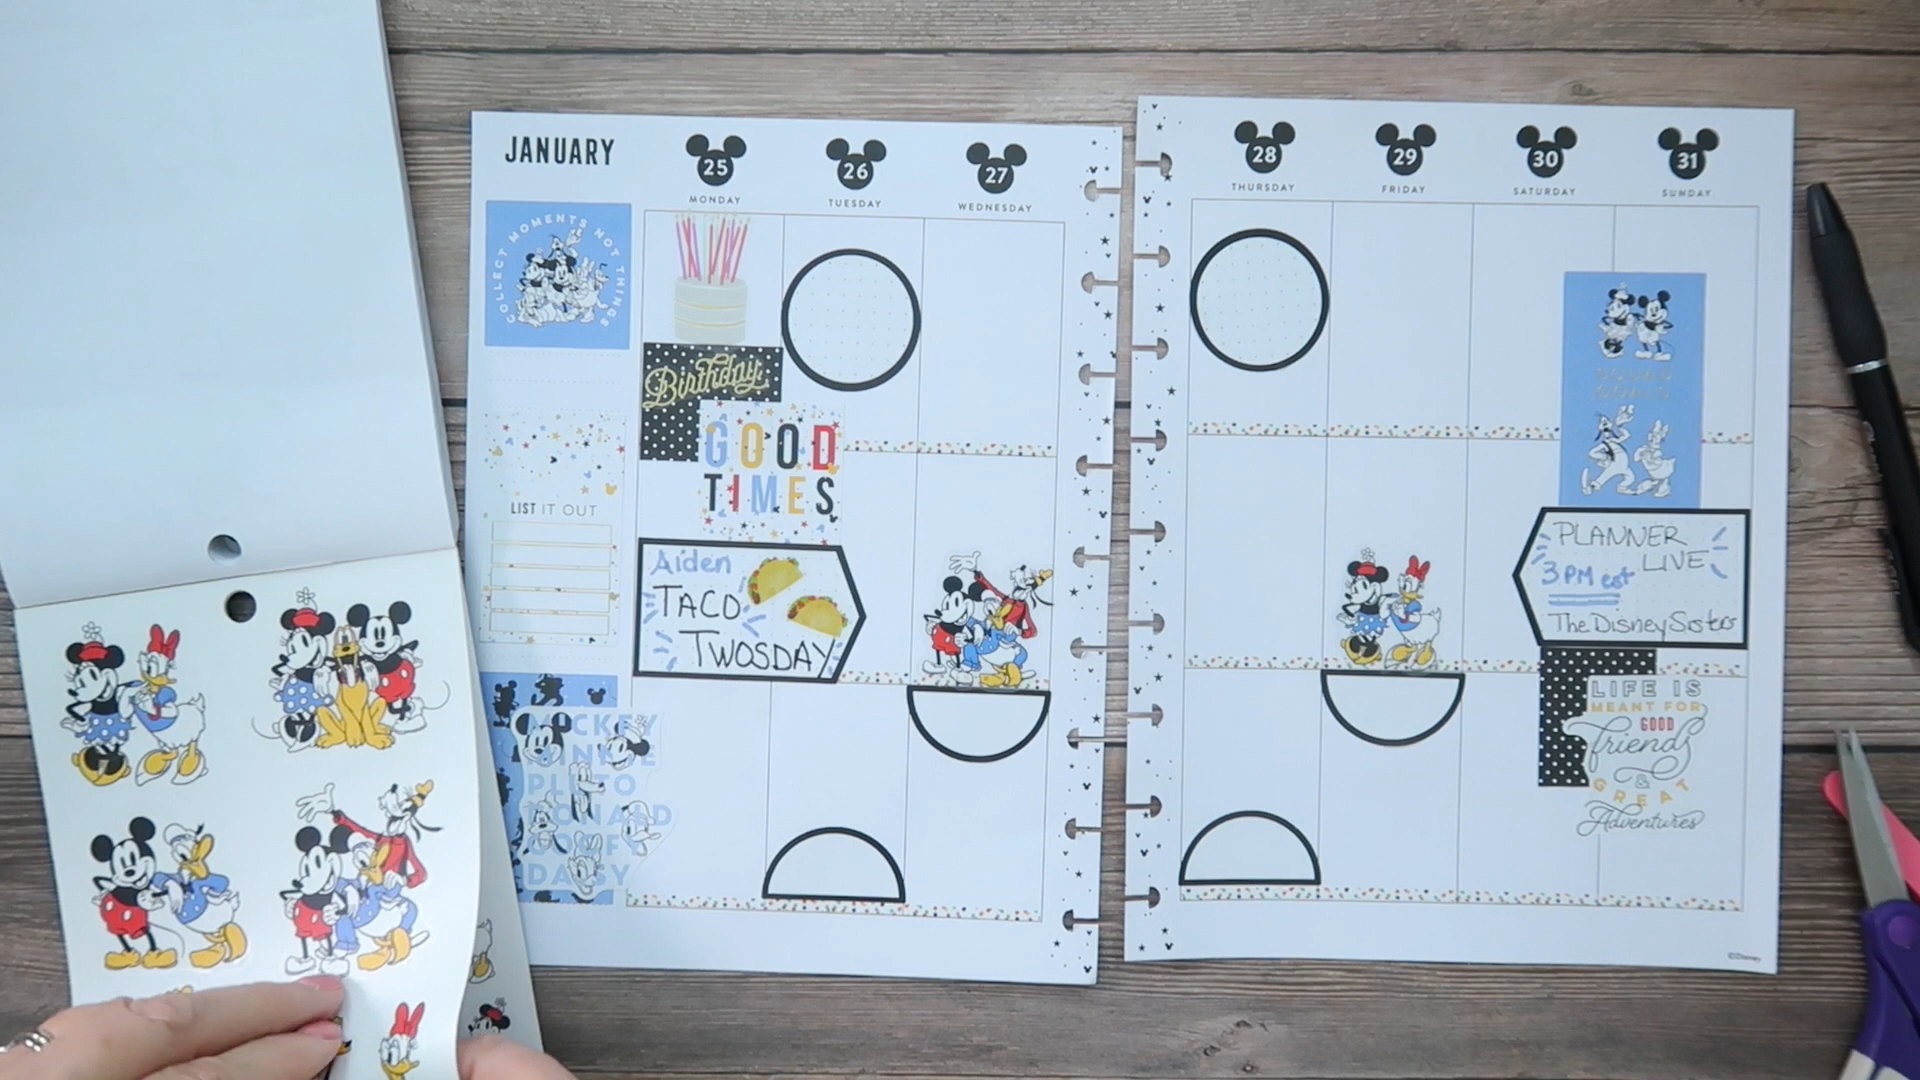 JANUARY
25
MONDAY
26
TUESDAY
27
WEDNESDAY
28
THURSDAY
29
FRIDAY
30
SATURDAY
31
SUNDAY
COLLECT MOMENTS NOT THINGS
Birthday
GOOD
TIMES
LIST IT OUT
Aiden
TACO
TWOSDAY
MICKEY
MINNIE
PLUTO
DONALD
GOOFY
DAISY
PLANNER
LIVE
3PM est
The Disney Sisters
LIFE IS
MEANT FOR
GOOD
friends
&
GREAT
Adventures
©Disney